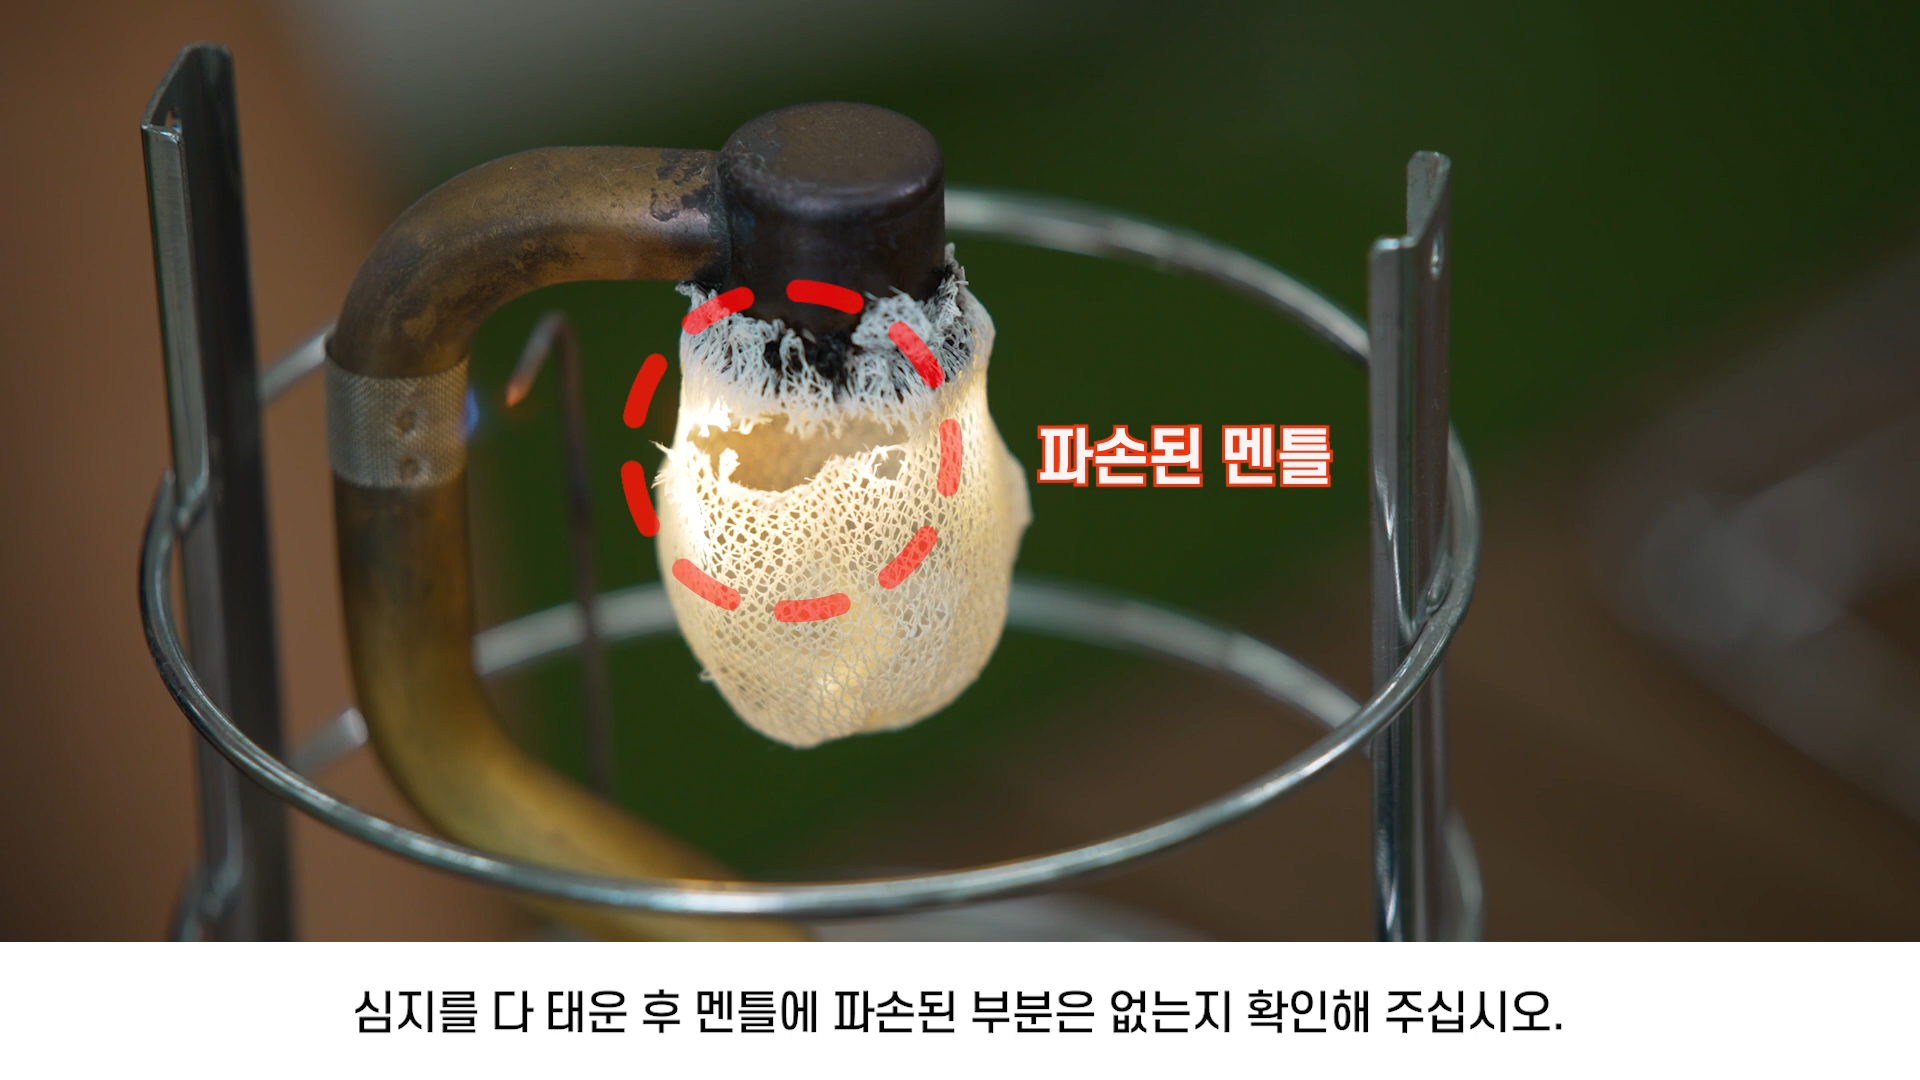 파손된 멘틀
심지를 다 태운 후 멘틀에 파손된 부분은 없는지 확인해 주십시오.